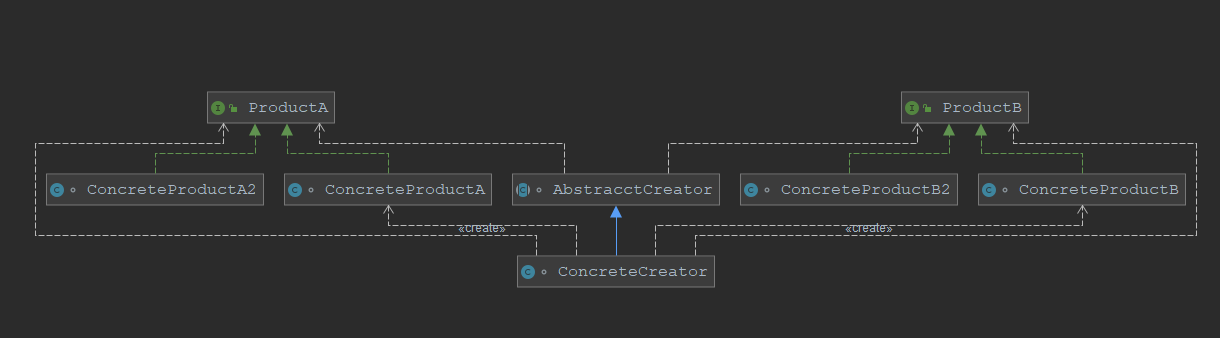 ProductA
ProductB
ConcreteProductA2
ConcreteProductA
AbstracctCreator
ConcreteProductB2
ConcreteProductB
«create»
«create»
ConcreteCreator